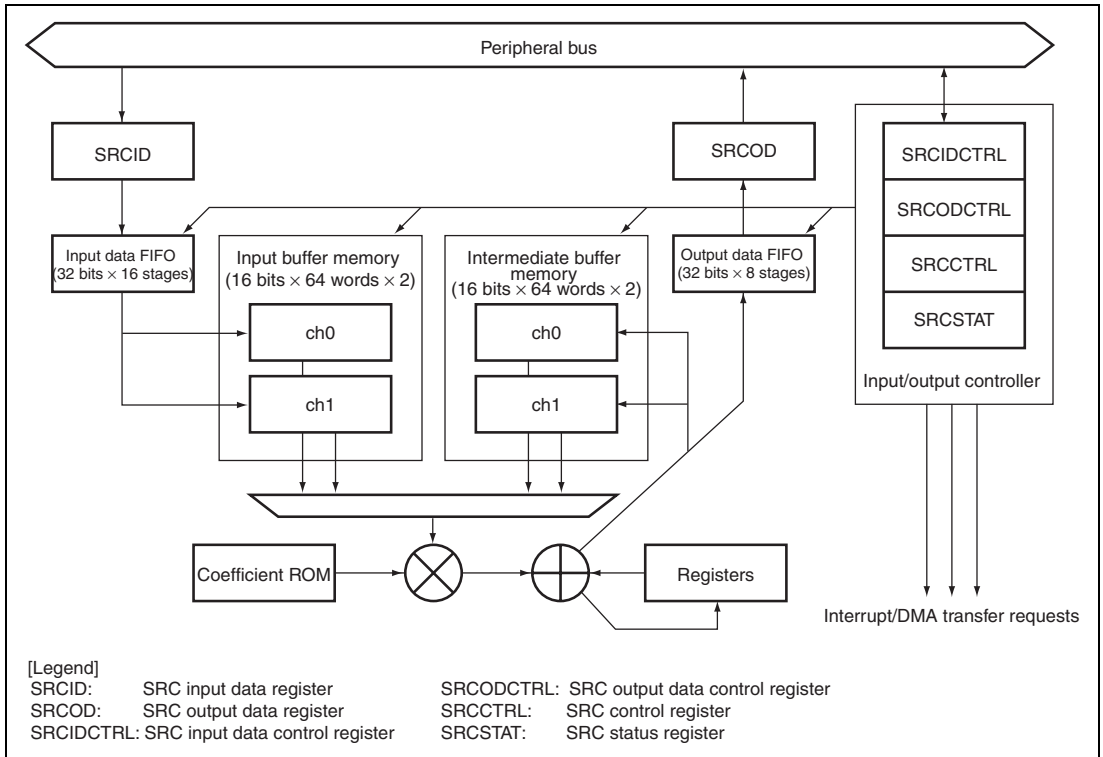 Peripheral bus
SRCID
SRCOD
SRCIDCTRL
SRCODCTRL
SRCCTRL
SRCSTAT
Input/output controller
Input data FIFO
(32 bits × 16 stages)
Input buffer memory
(16 bits × 64 words × 2)
ch0
ch1
Intermediate buffer
memory
(16 bits × 64 words × 2)
ch0
ch1
Output data FIFO
(32 bits × 8 stages)
Coefficient ROM
Registers
Interrupt/DMA transfer requests
[Legend]
SRCID: SRC input data register
SRCOD: SRC output data register
SRCIDCTRL: SRC input data control register
SRCODCTRL: SRC output data control register
SRCCTRL: SRC control register
SRCSTAT: SRC status register